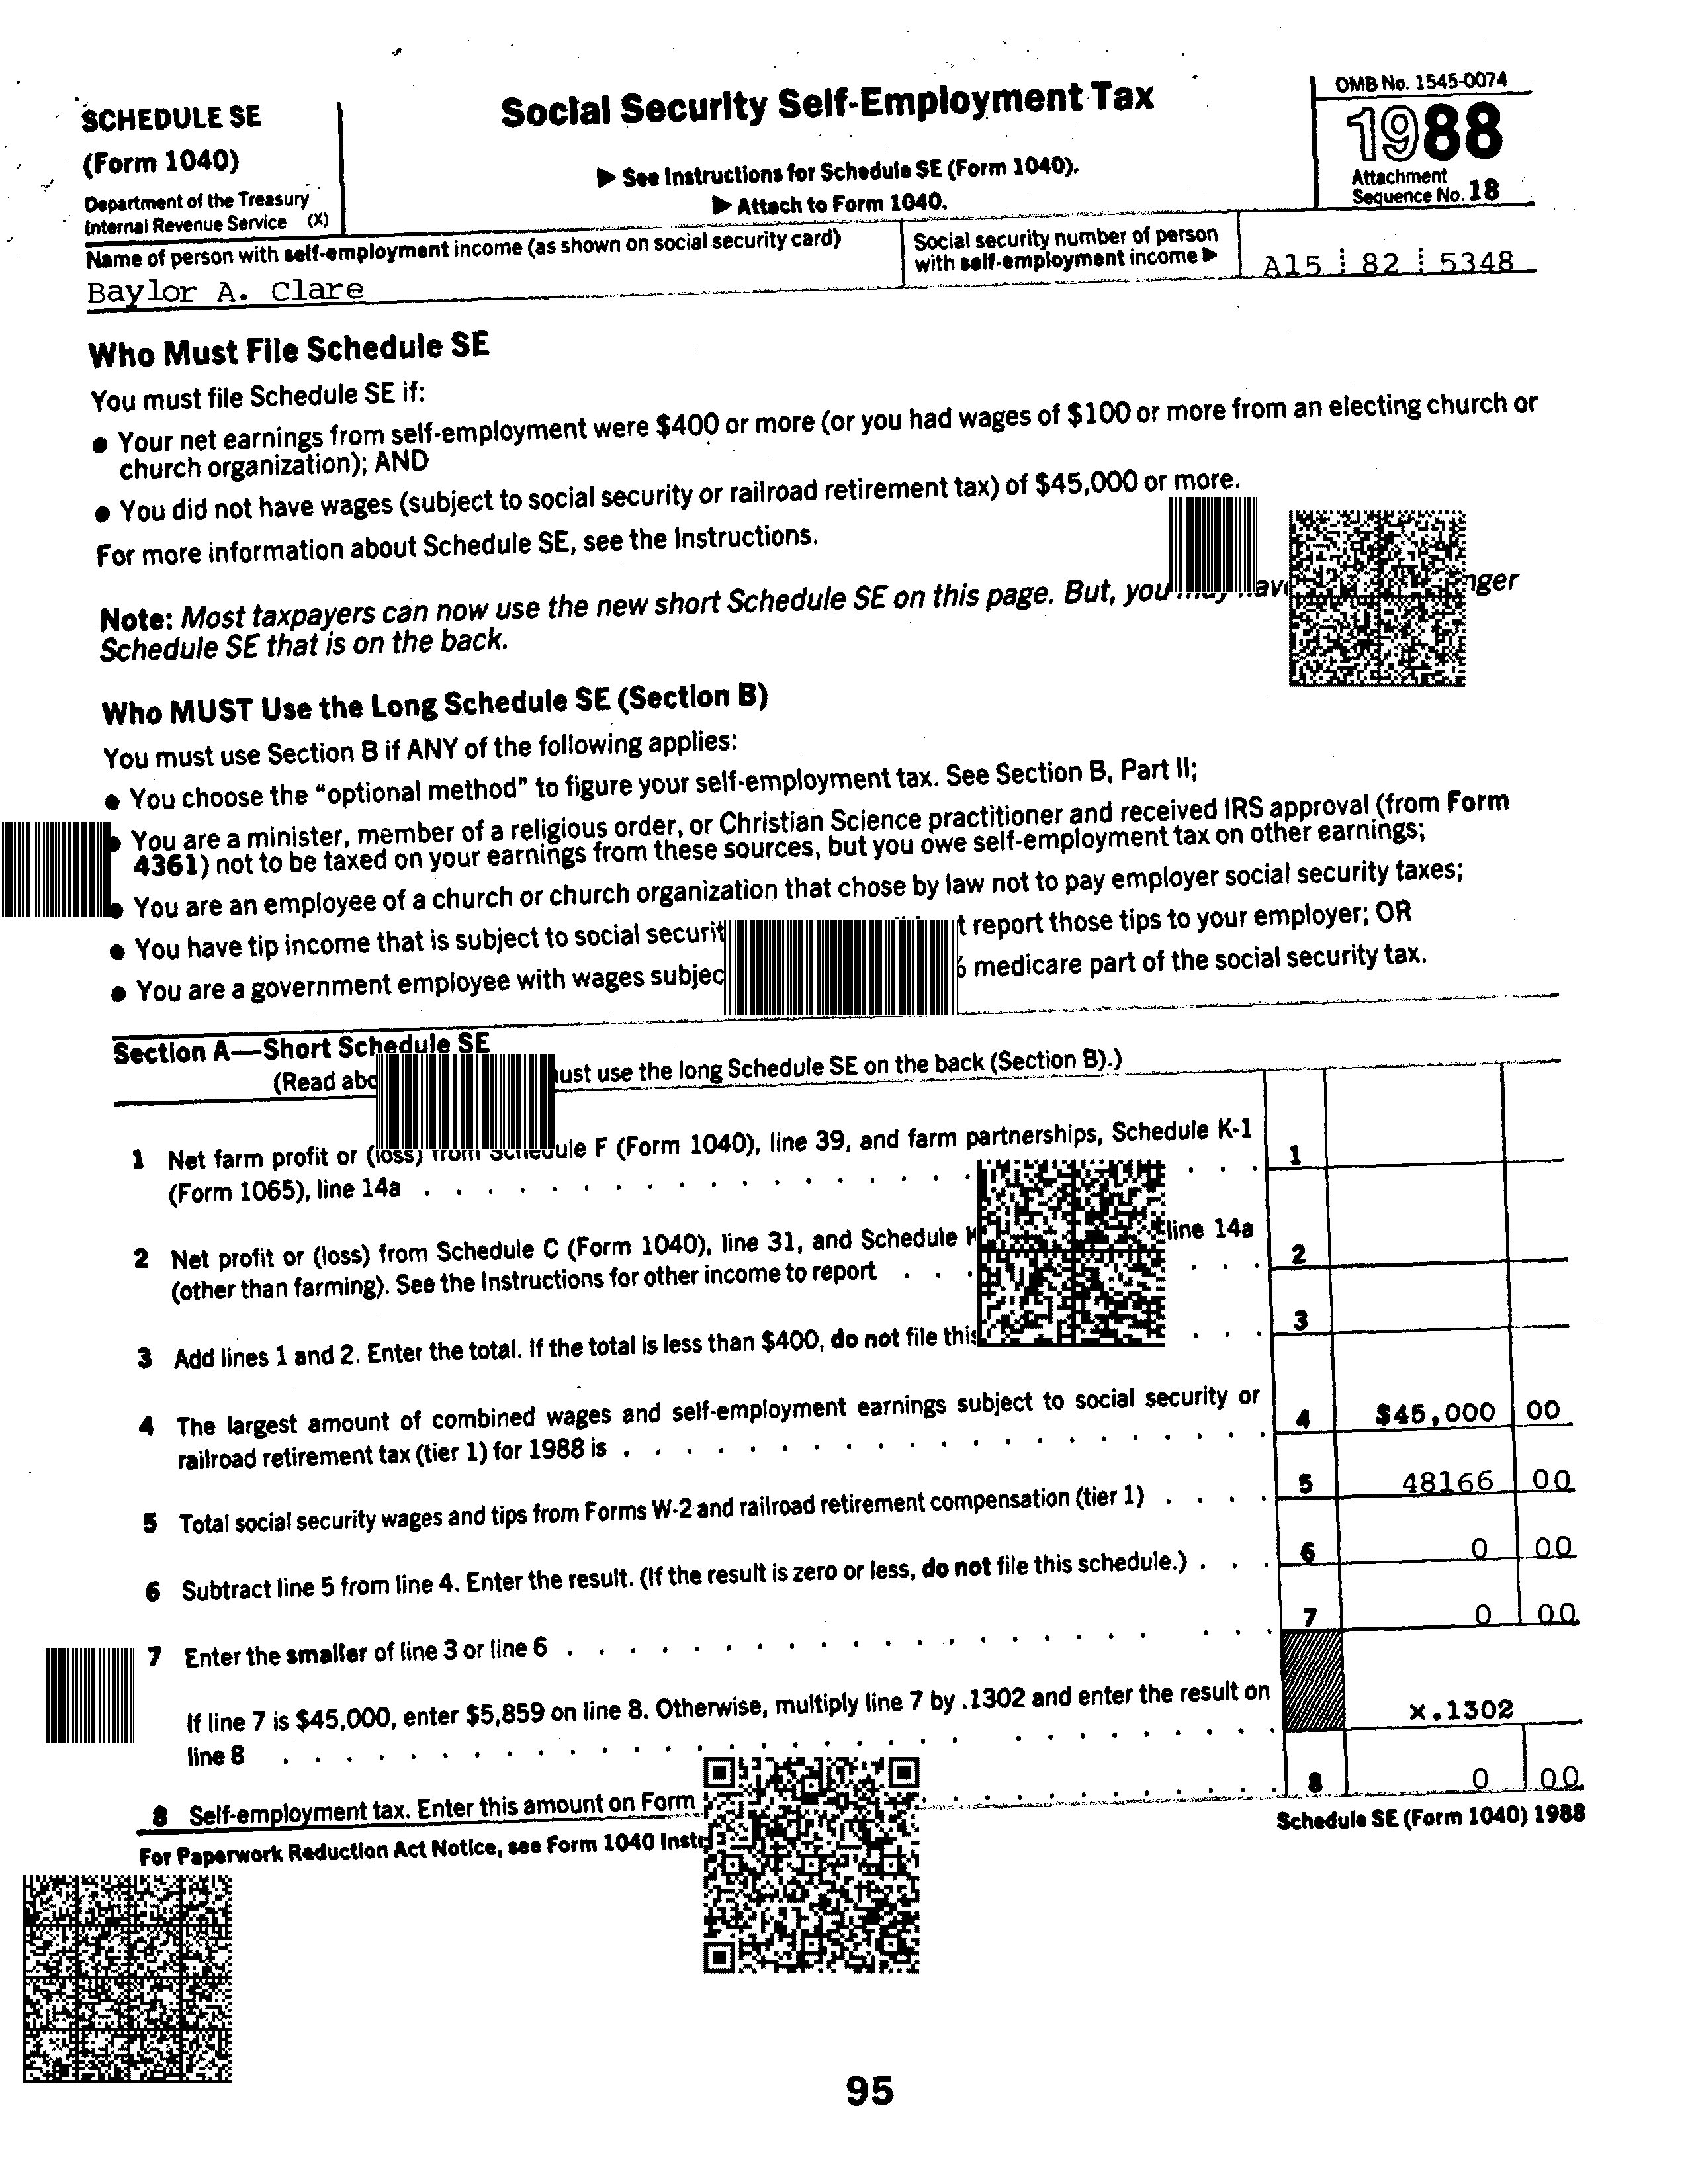 SCHEDULE SE
(Form 1040)
Department of the Treasury
Internal Revenue Service (X)
Social Security Self-Employment Tax
▶ See Instructions for Schedule SE (Form 1040).
▶ Attach to Form 1040.
OMB No. 1545-0074
1988
Attachment
Sequence No. 18
Name of person with self-employment income (as shown on social security card)
Baylor A. Clare
Social security number of person
with self-employment income ▶
A15 82 5348
Who Must File Schedule SE
You must file Schedule SE if:
● Your net earnings from self-employment were $400 or more (or you had wages of $100 or more from an electing church or
church organization); AND
● You did not have wages (subject to social security or railroad retirement tax) of $45,000 or more.
For more information about Schedule SE, see the Instructions.
Note: Most taxpayers can now use the new short Schedule SE on this page. But, you
Schedule SE that is on the back.
Who MUST Use the Long Schedule SE (Section B)
You must use Section B if ANY of the following applies:
● You choose the "optional method" to figure your self-employment tax. See Section B, Part II;
● You are a minister, member of a religious order, or Christian Science practitioner and received IRS approval (from Form
4361) not to be taxed on your earnings from these sources, but you owe self-employment tax on other earnings;
● You are an employee of a church or church organization that chose by law not to pay employer social security taxes;
● You have tip income that is subject to social report those tips to your employer; OR
● You are a government employee with wages medicare part of the social security tax.
Section A—Short Schedule SE
(Read use the long Schedule SE on the back (Section B).)
1 Net farm profit or (loss) from Schedule F (Form 1040), line 39, and farm partnerships, Schedule K-1
(Form 1065), line 14a . . . . 1
2 Net profit or (loss) from Schedule C (Form 1040), line 31, and Schedule line 14a
(other than farming). See the Instructions for other income to report . . . 2
3 Add lines 1 and 2. Enter the total. If the total is less than $400, do not file . . . 3
4 The largest amount of combined wages and self-employment earnings subject to social security or
railroad retirement tax (tier 1) for 1988 is . . . . 4 $45,000 00
5 Total social security wages and tips from Forms W-2 and railroad retirement compensation (tier 1) . . . . 5 48166 00
6 Subtract line 5 from line 4. Enter the result. (If the result is zero or less, do not file this schedule.) . . . 6 0 00
7 Enter the smaller of line 3 or line 6 . . . . 7 0 00
If line 7 is $45,000, enter $5,859 on line 8. Otherwise, multiply line 7 by .1302 and enter the result on
line 8 . . . . x.1302
8 Self-employment tax. Enter this amount on Form . . . . 8 0 00
For Paperwork Reduction Act Notice, see Form 1040
Schedule SE (Form 1040) 1988
95